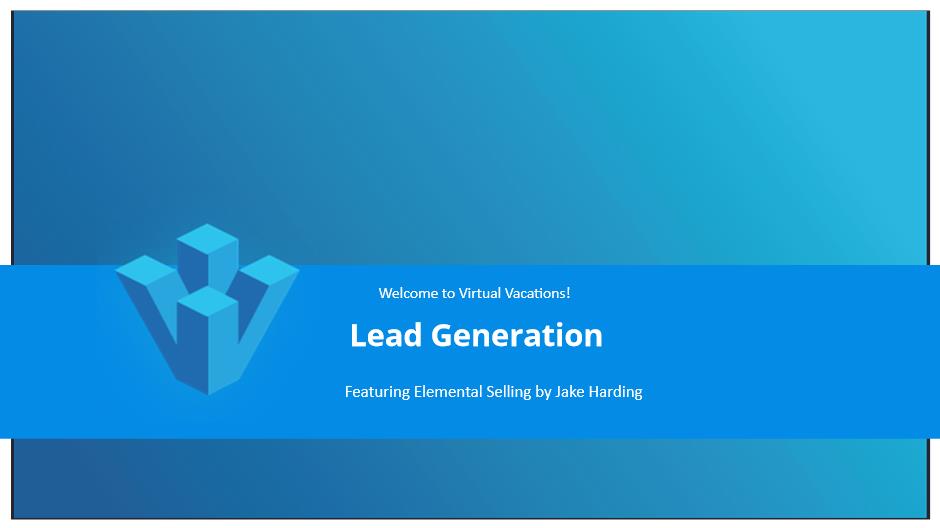 Welcome to Virtual Vacations!
Lead Generation
Featuring Elemental Selling by Jake Harding